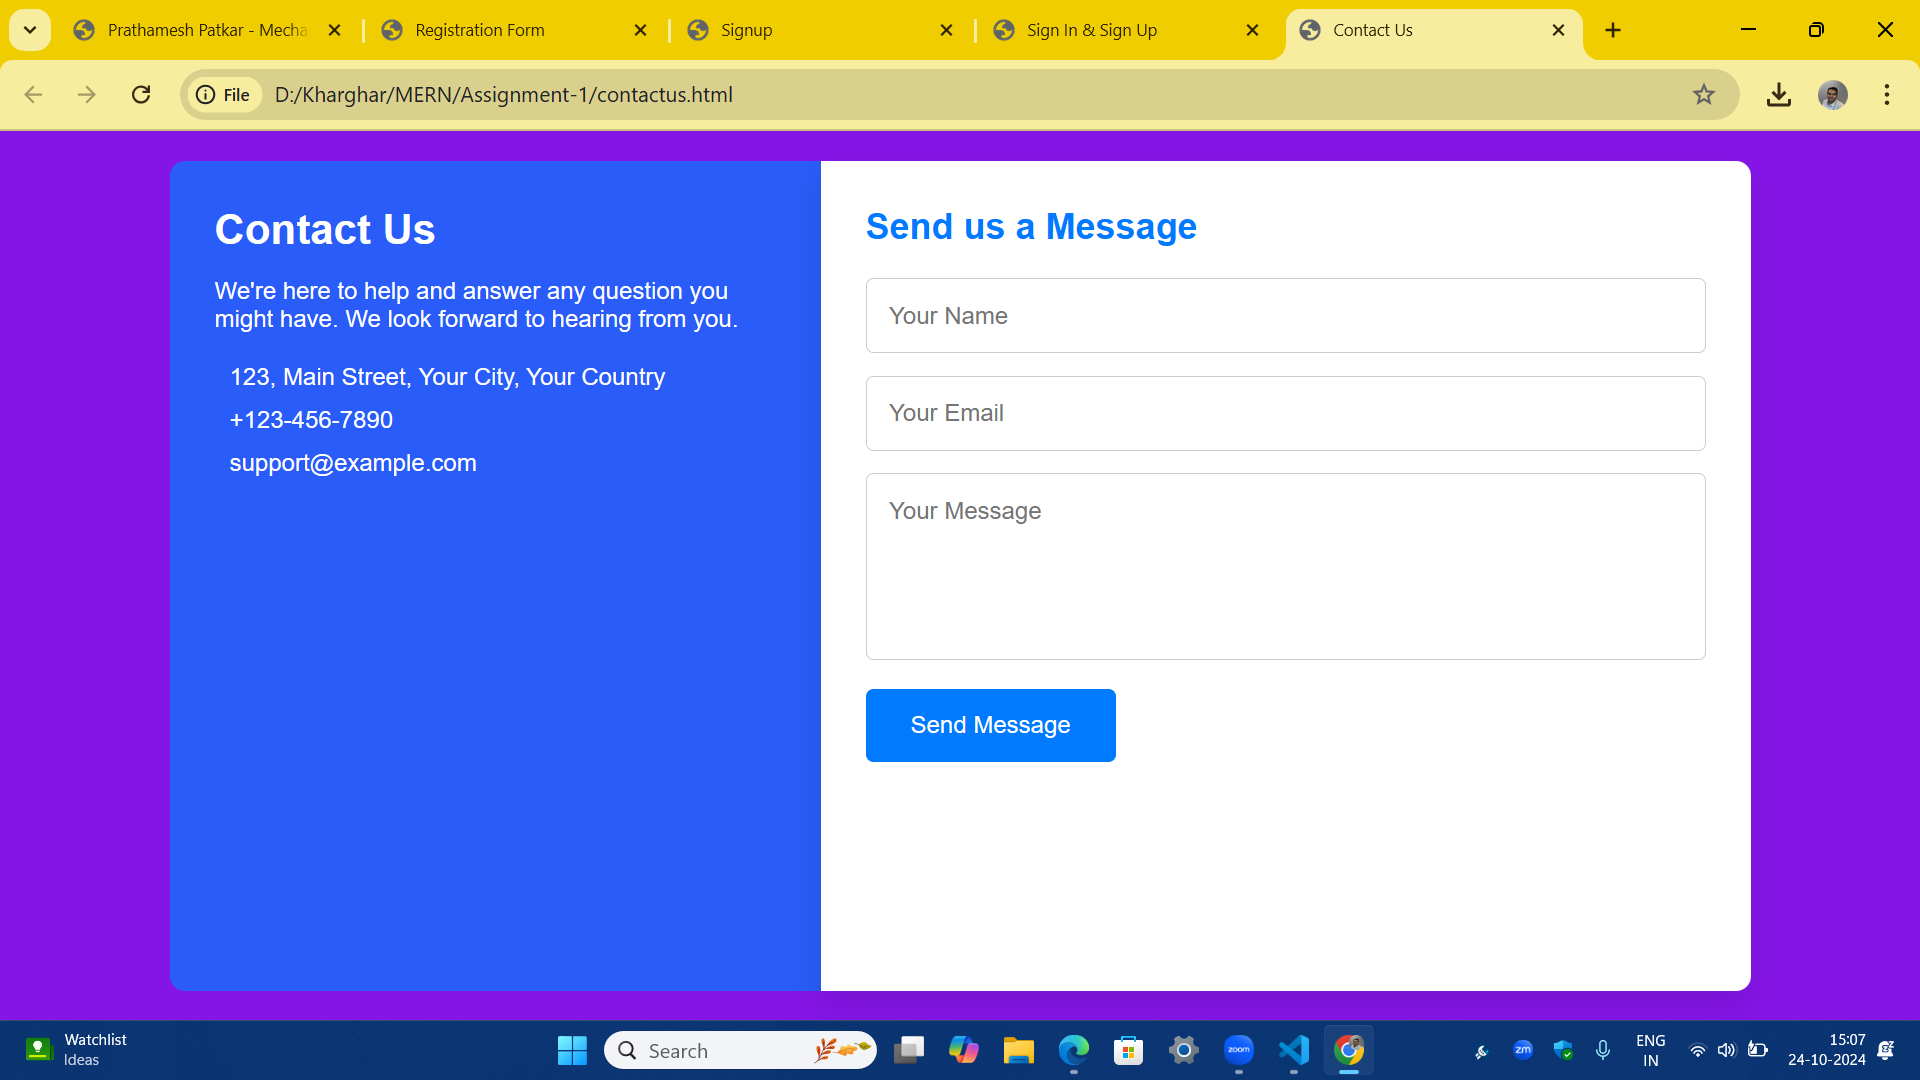 Prathamesh Patkar - Mecha
Registration Form
Signup
Sign In & Sign Up
Contact Us
File
D:/Kharghar/MERN/Assignment-1/contactus.html
Contact Us
We're here to help and answer any question you
might have. We look forward to hearing from you.
123, Main Street, Your City, Your Country
+123-456-7890
support@example.com
Send us a Message
Your Name
Your Email
Your Message
Send Message
Watchlist
Ideas
Search
zoom
zm
ENG
IN
15:07
24-10-2024